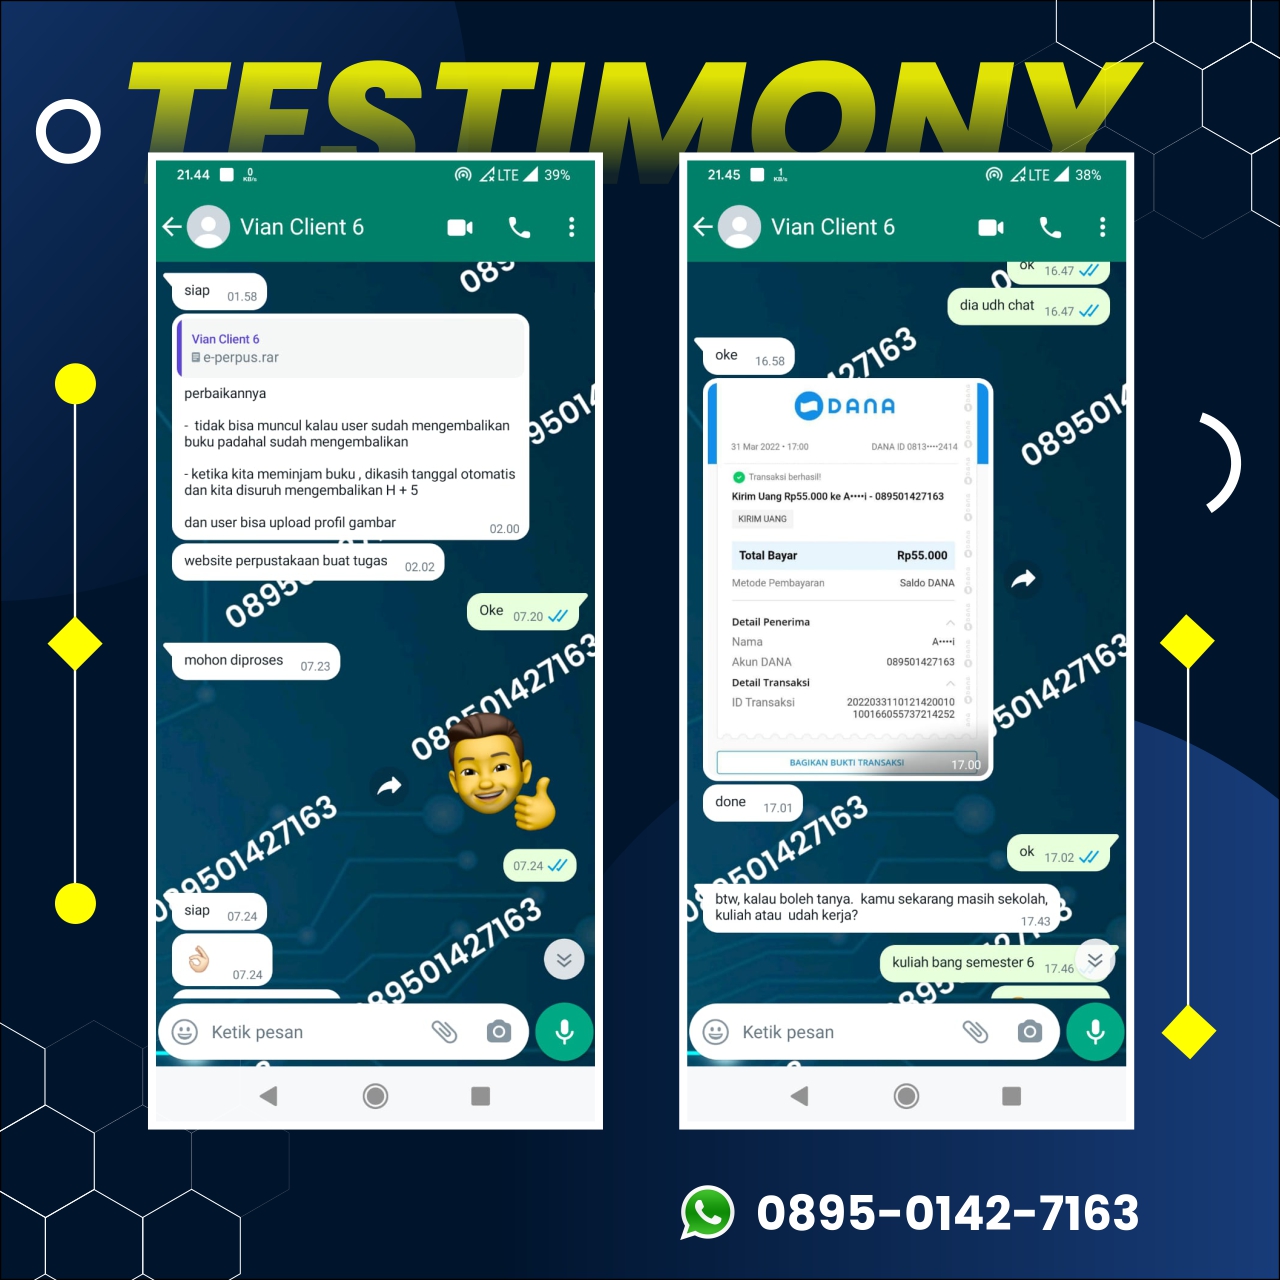 TESTIMONY
21.44 0 KB/s LTE 39%
Vian Client 6
siap 01.58
Vian Client 6
e-perpus.rar
perbaikannya
- tidak bisa muncul kalau user sudah mengembalikan
buku padahal sudah mengembalikan
- ketika kita meminjam buku , dikasih tanggal otomatis
dan kita disuruh mengembalikan H + 5
dan user bisa upload profil gambar 02.00
website perpustakaan buat tugas 02.02
Oke 07.20
mohon diproses 07.23
07.24
siap 07.24
07.24
Ketik pesan
089501427163
089501427163
089501427163
21.45 1 KB/s LTE 38%
Vian Client 6
ok 16.47
dia udh chat 16.47
oke 16.58
DANA
31 Mar 2022 • 17:00 DANA ID 0813••••2414
Transaksi berhasil!
Kirim Uang Rp55.000 ke A••••i - 089501427163
KIRIM UANG
Total Bayar Rp55.000
Metode Pembayaran Saldo DANA
Detail Penerima
Nama A••••i
Akun DANA 089501427163
Detail Transaksi
ID Transaksi 2022033110121420010
100166055737214252
BAGIKAN BUKTI TRANSAKSI 17.00
done 17.01
ok 17.02
btw, kalau boleh tanya. kamu sekarang masih sekolah,
kuliah atau udah kerja? 17.43
kuliah bang semester 6 17.46
Ketik pesan
0895-0142-7163